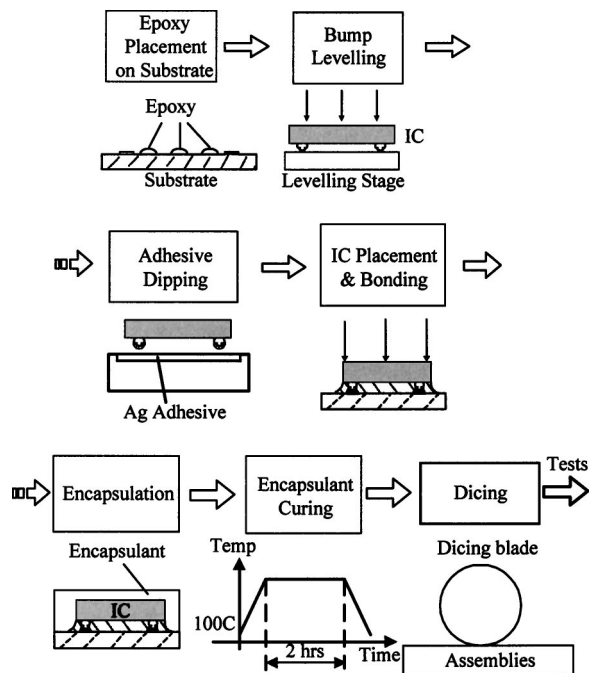 Epoxy
Placement
on Substrate
Bump
Levelling
Epoxy
IC
Substrate
Levelling Stage
Adhesive
Dipping
IC Placement
& Bonding
Ag Adhesive
Encapsulation
Encapsulant
Curing
Dicing
Tests
Encapsulant
IC
Temp
100C
2 hrs
Time
Dicing blade
Assemblies